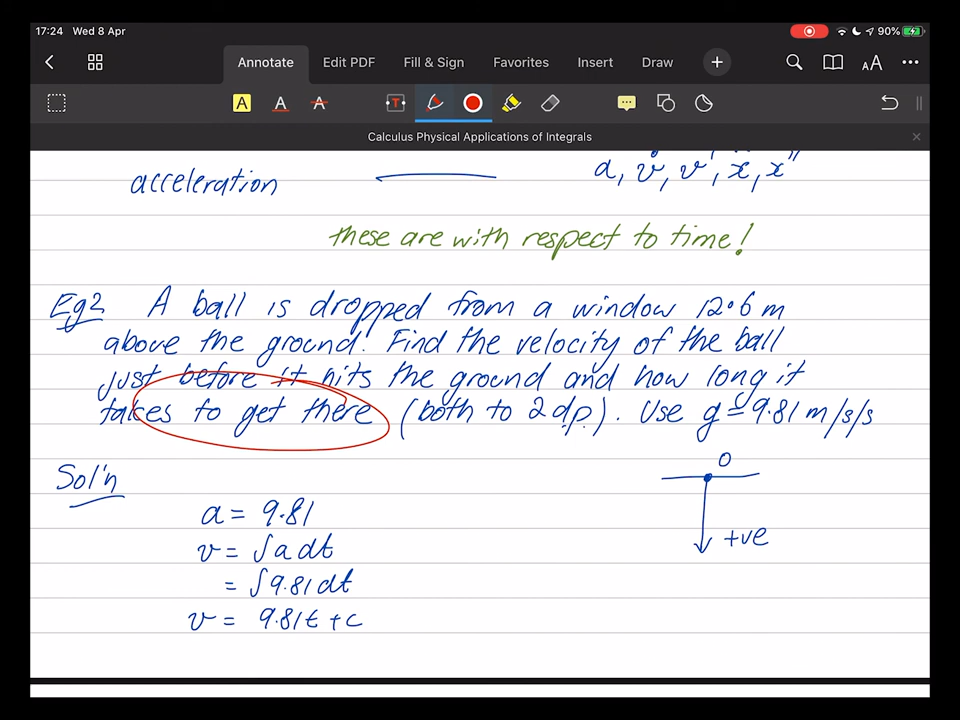 17:24 Wed 8 Apr 90%
Annotate Edit PDF Fill & Sign Favorites Insert Draw
A A A T AA
Calculus Physical Applications of Integrals
acceleration a, v̇, v', ẍ, x''
these are with respect to time!
Eg2 A ball is dropped from a window 12.6 m
above the ground. Find the velocity of the ball
just before it hits the ground and how long it
takes to get there (both to 2 dp). Use g = 9.81 m/s/s
Sol'n
0
+ve
a = 9.81
v = ∫a dt
= ∫9.81 dt
v = 9.81t + c